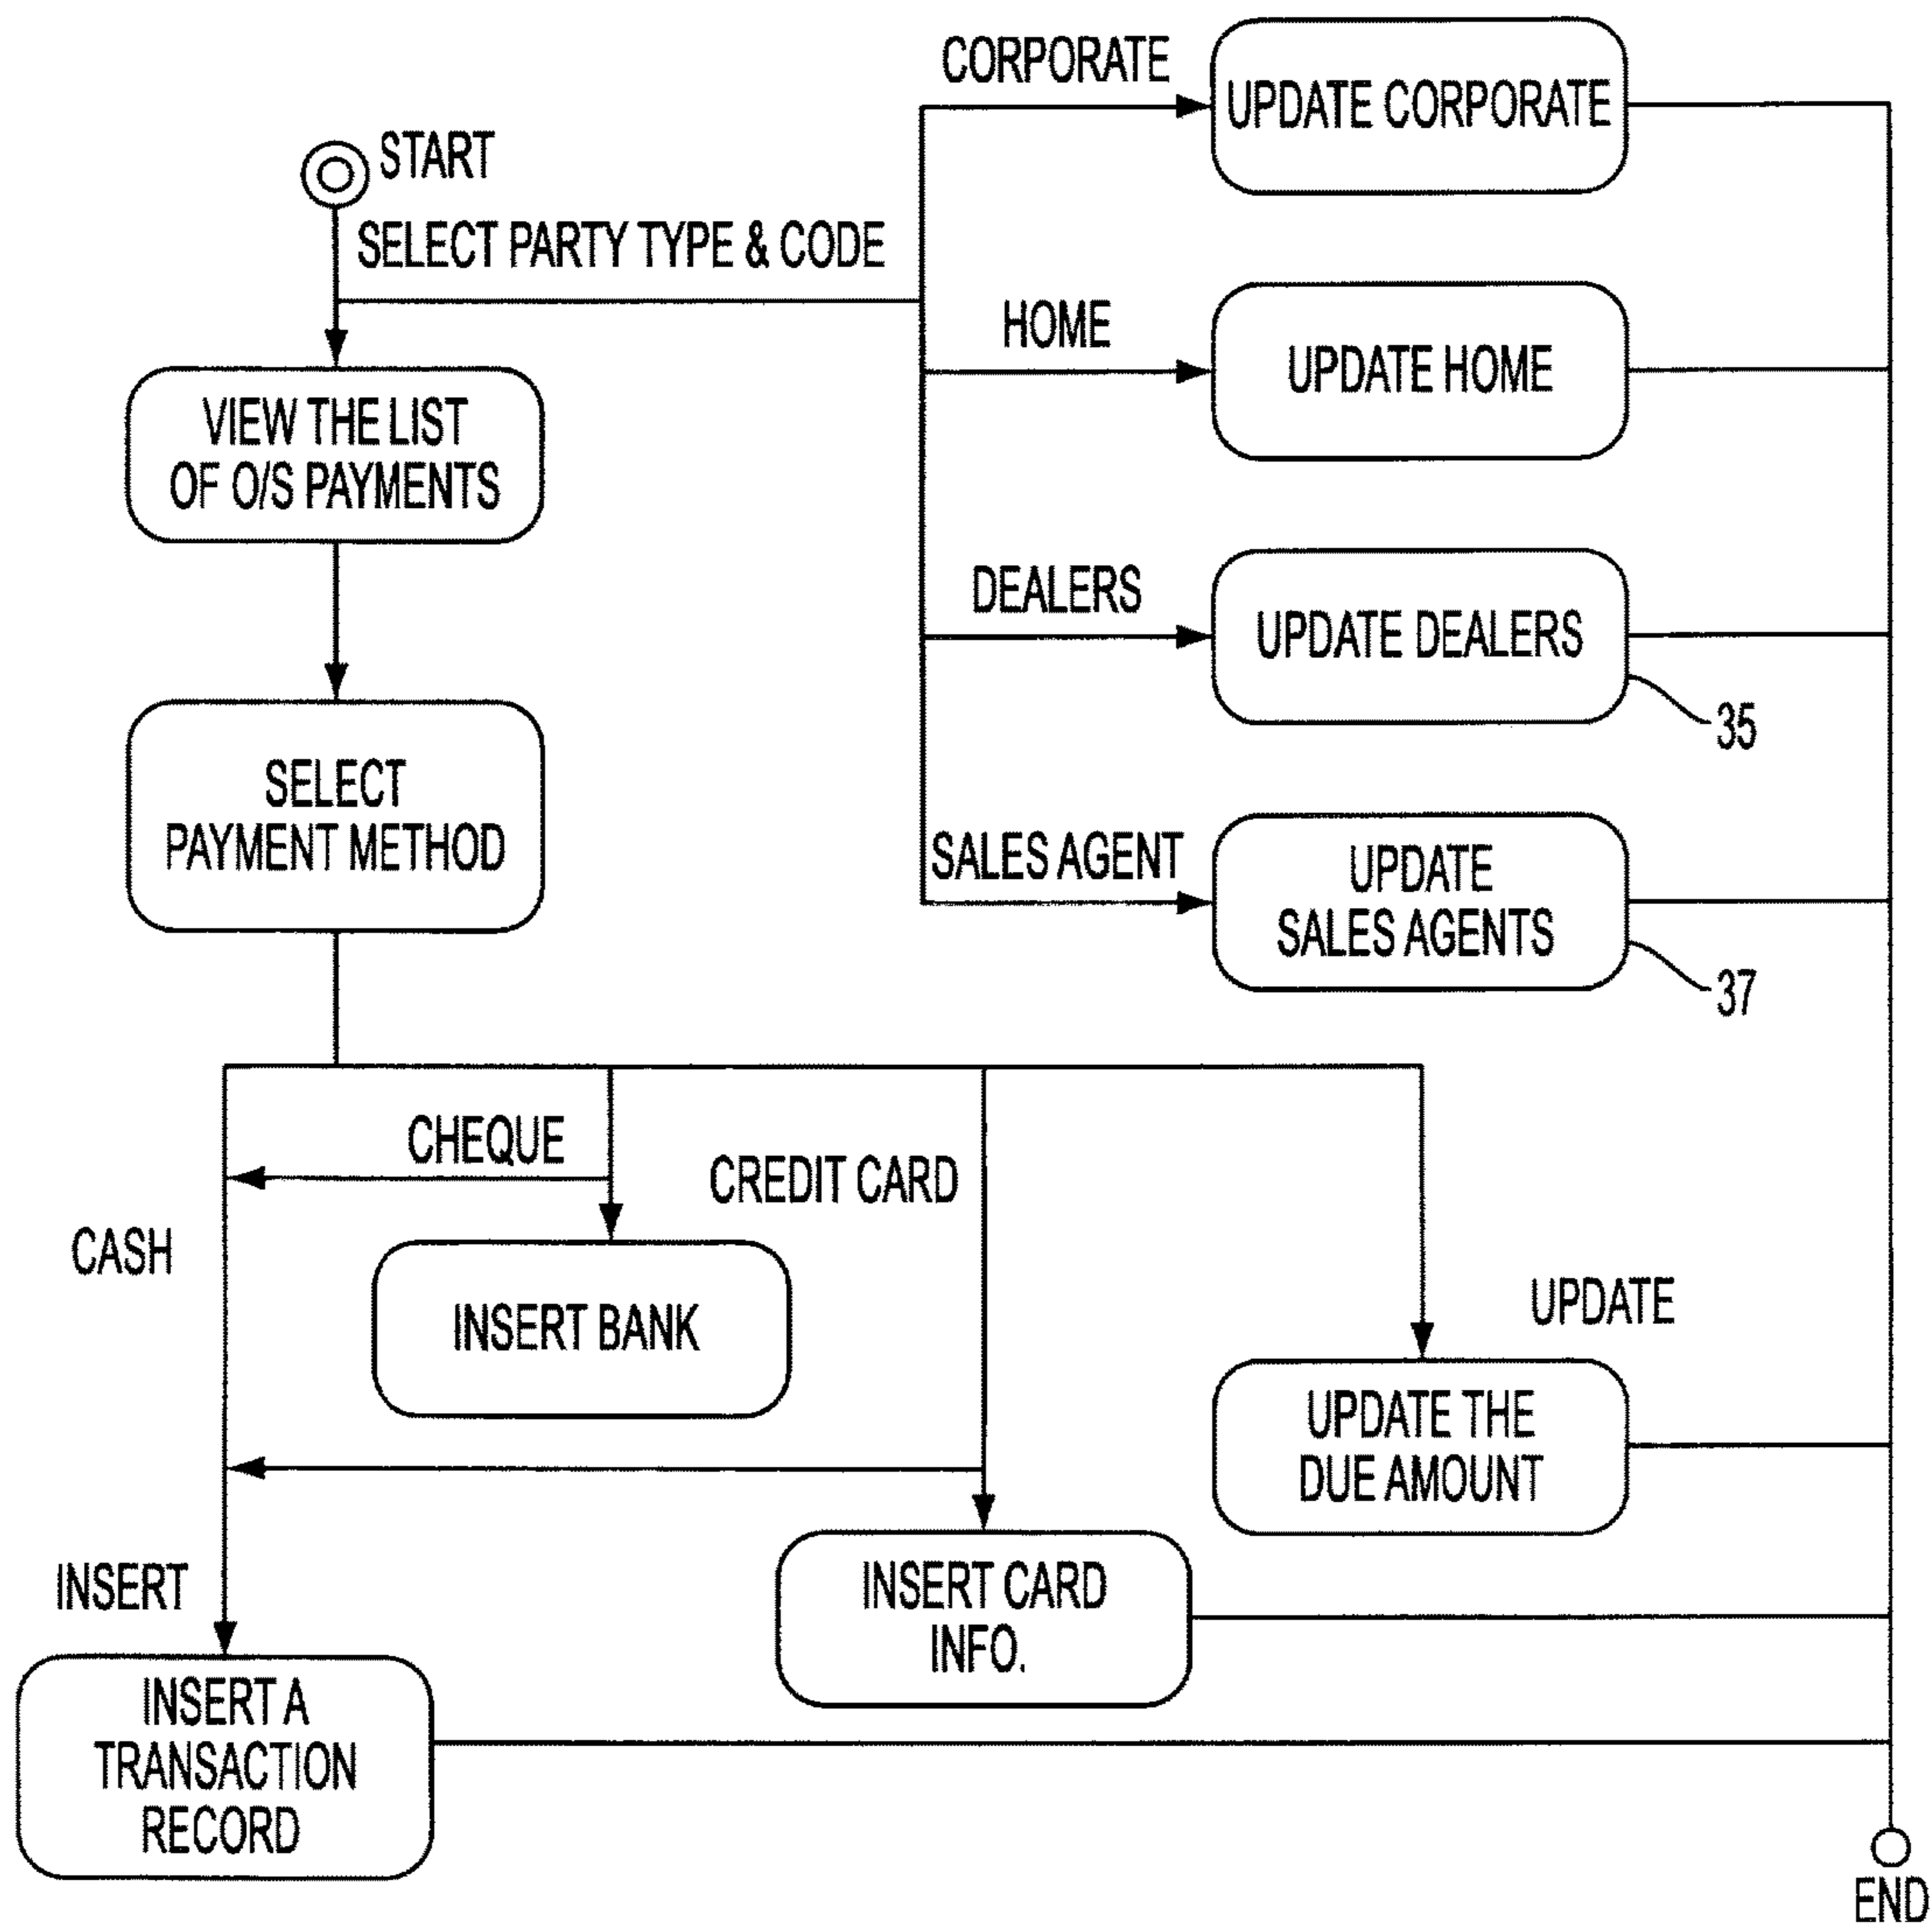 START
SELECT PARTY TYPE & CODE
CORPORATE
UPDATE CORPORATE
HOME
UPDATE HOME
DEALERS
UPDATE DEALERS
35
SALES AGENT
UPDATE
SALES AGENTS
37
VIEW THE LIST
OF O/S PAYMENTS
SELECT
PAYMENT METHOD
CHEQUE
CREDIT CARD
CASH
INSERT BANK
UPDATE
UPDATE THE
DUE AMOUNT
INSERT
INSERT CARD
INFO.
INSERT A
TRANSACTION
RECORD
END